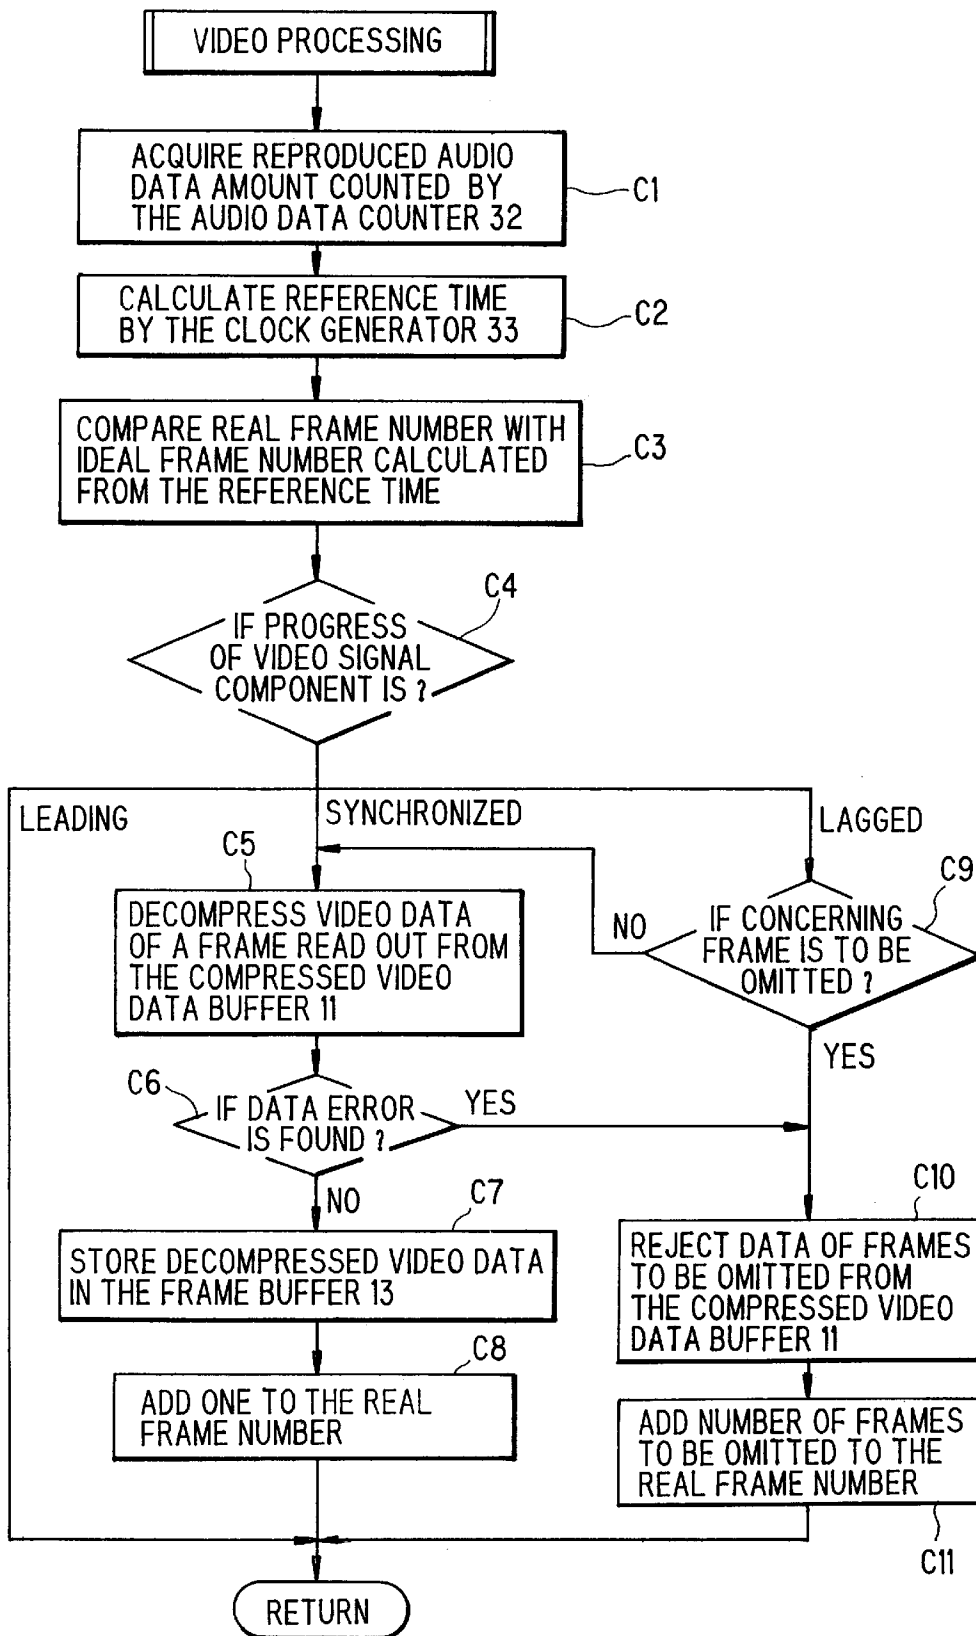 VIDEO PROCESSING
ACQUIRE REPRODUCED AUDIO
DATA AMOUNT COUNTED BY
THE AUDIO DATA COUNTER 32
C1
CALCULATE REFERENCE TIME
BY THE CLOCK GENERATOR 33
C2
COMPARE REAL FRAME NUMBER WITH
IDEAL FRAME NUMBER CALCULATED
FROM THE REFERENCE TIME
C3
C4
IF PROGRESS
OF VIDEO SIGNAL
COMPONENT IS ?
LEADING
SYNCHRONIZED
LAGGED
C5
DECOMPRESS VIDEO DATA
OF A FRAME READ OUT FROM
THE COMPRESSED VIDEO
DATA BUFFER 11
NO
C9
IF CONCERNING
FRAME IS TO BE
OMITTED ?
YES
C6
IF DATA ERROR
IS FOUND ?
YES
NO
C7
STORE DECOMPRESSED VIDEO DATA
IN THE FRAME BUFFER 13
C10
REJECT DATA OF FRAMES
TO BE OMITTED FROM
THE COMPRESSED VIDEO
DATA BUFFER 11
C8
ADD ONE TO THE REAL
FRAME NUMBER
ADD NUMBER OF FRAMES
TO BE OMITTED TO THE
REAL FRAME NUMBER
C11
RETURN